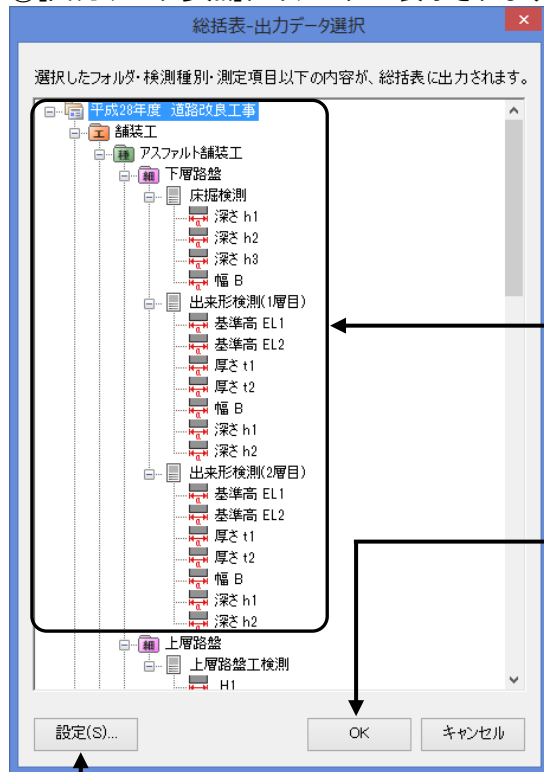 総括表-出力データ選択
選択したフォルダ・検測種別・測定項目以下の内容が、総括表に出力されます。
平成28年度 道路改良工事
工 舗装工
種 アスファルト舗装工
細 下層路盤
床掘検測
深さ h1
深さ h2
深さ h3
幅 B
出来形検測(1層目)
基準高 EL1
基準高 EL2
厚さ t1
厚さ t2
幅 B
深さ h1
深さ h2
出来形検測(2層目)
基準高 EL1
基準高 EL2
厚さ t1
厚さ t2
幅 B
深さ h1
深さ h2
細 上層路盤
上層路盤工検測
H1
設定(S)...
OK
キャンセル